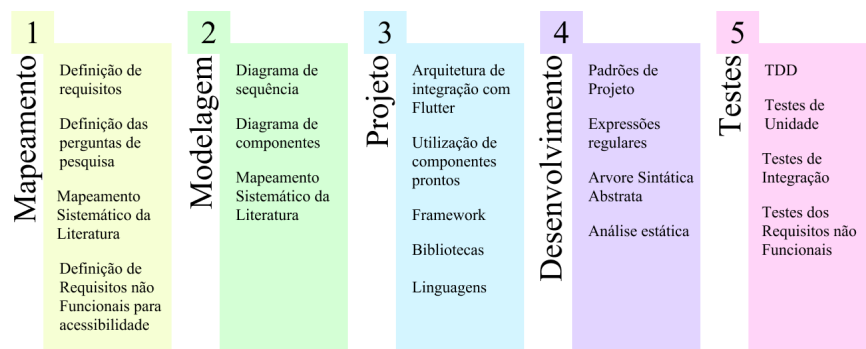 1
Mapeamento
Definição de
requisitos
Definição das
perguntas de
pesquisa
Mapeamento
Sistemático da
Literatura
Definição de
Requisitos não
Funcionais para
acessibilidade
2
Modelagem
Diagrama de
sequência
Diagrama de
componentes
Mapeamento
Sistemático da
Literatura
3
Projeto
Arquitetura de
integração com
Flutter
Utilização de
componentes
prontos
Framework
Bibliotecas
Linguagens
4
Desenvolvimento
Padrões de
Projeto
Expressões
regulares
Arvore Sintática
Abstrata
Análise estática
5
Testes
TDD
Testes de
Unidade
Testes de
Integração
Testes dos
Requisitos não
Funcionais